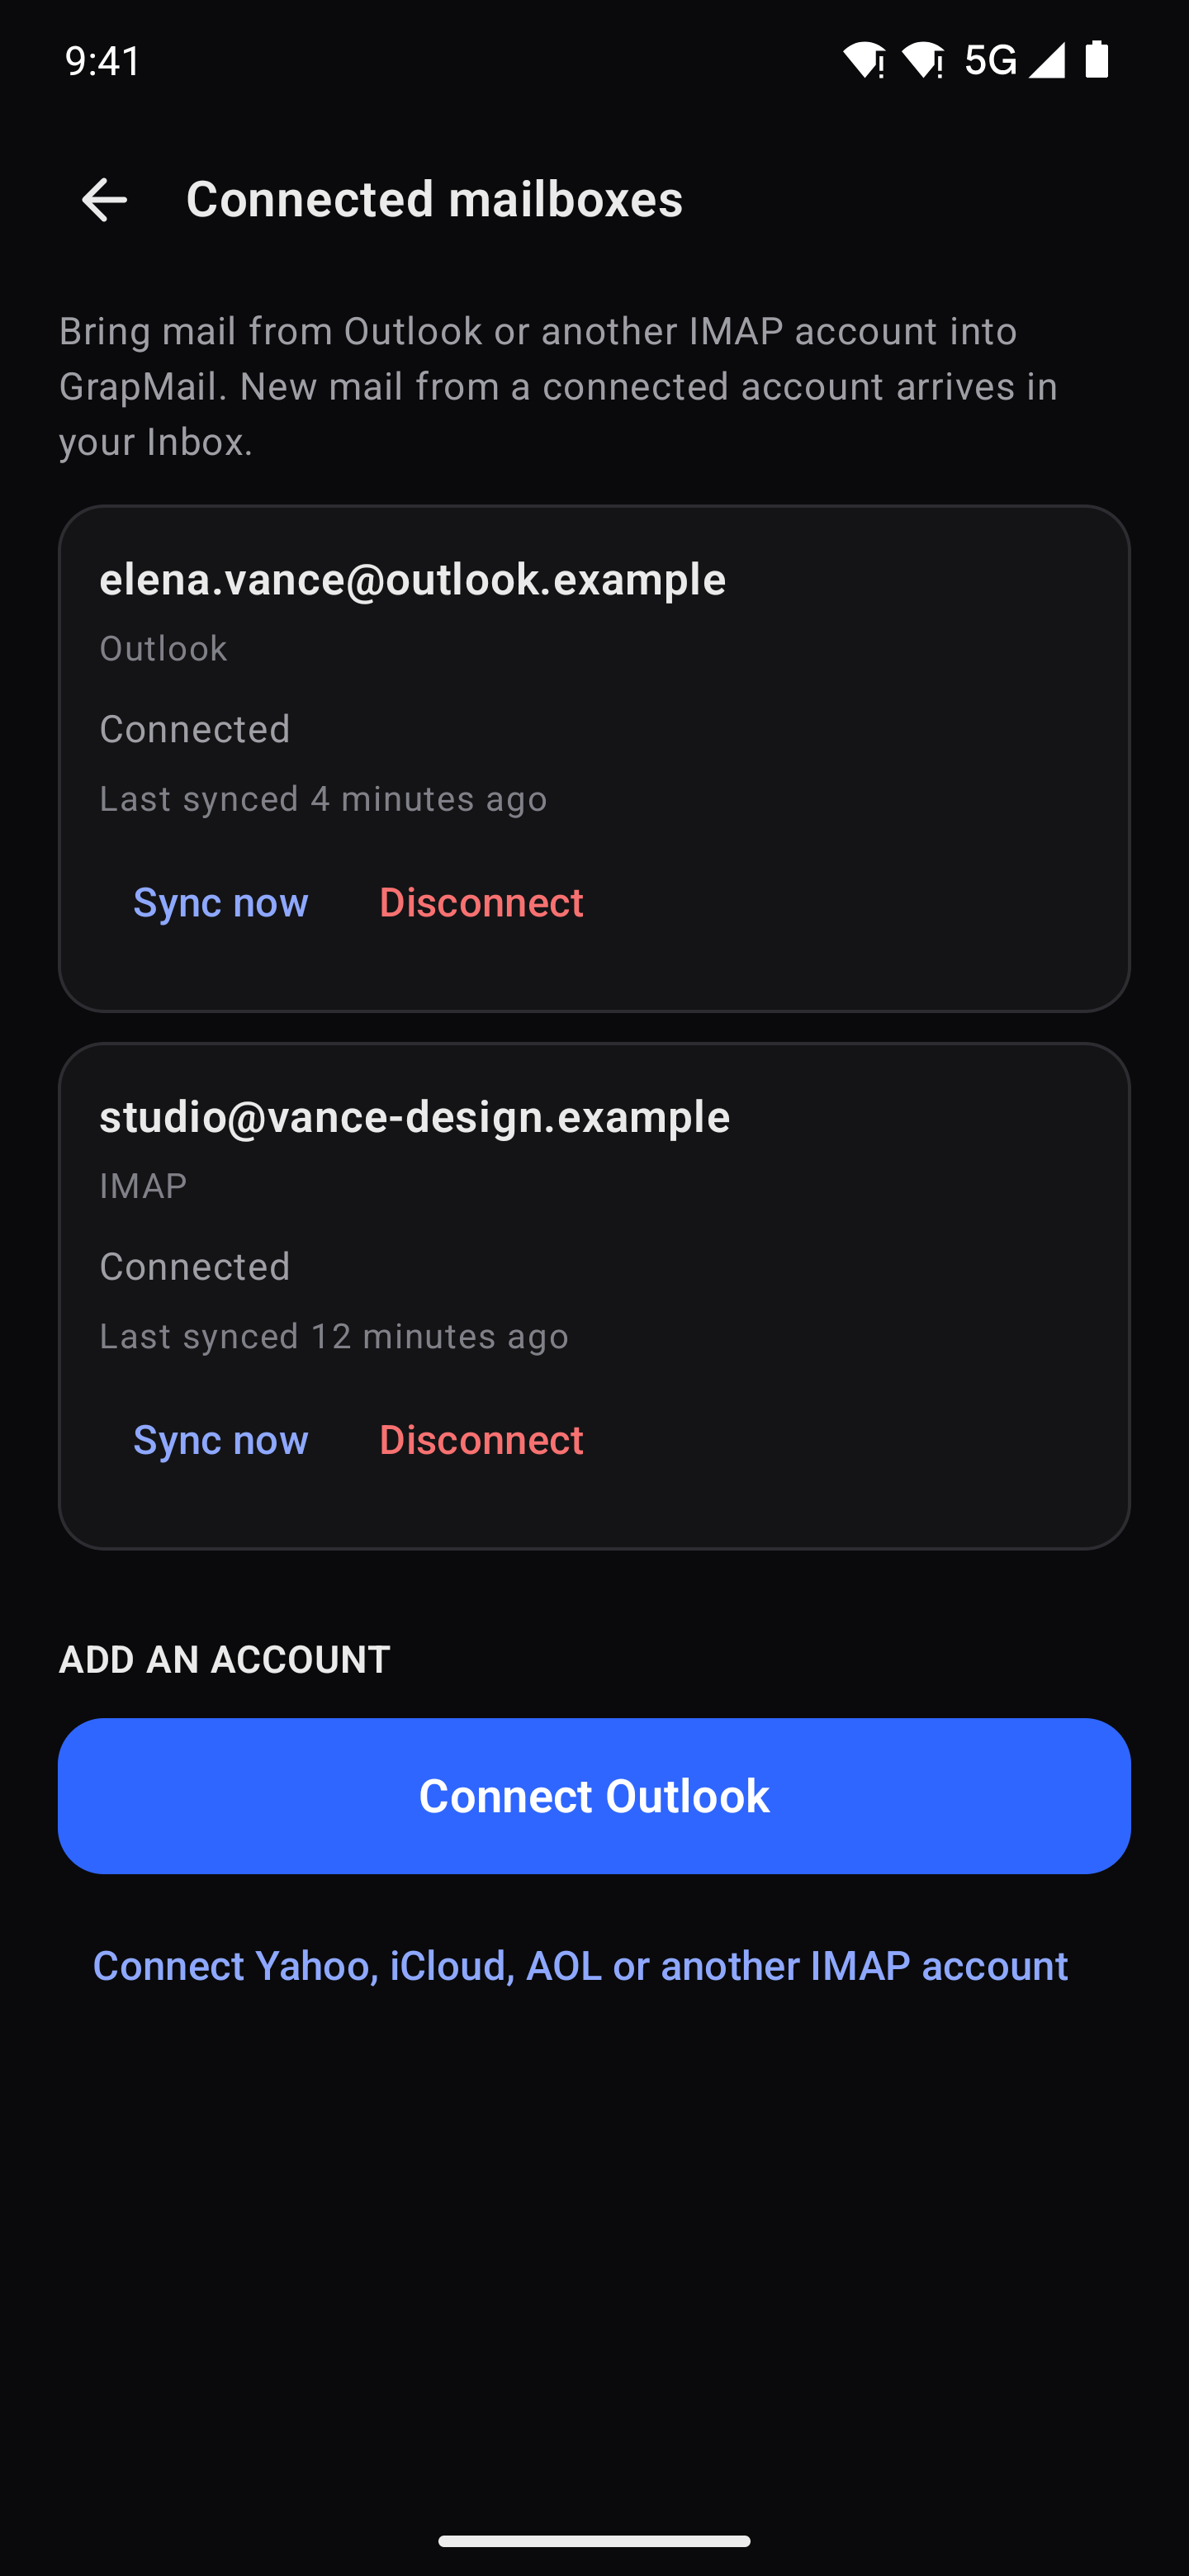 9:41
5G
Connected mailboxes
Bring mail from Outlook or another IMAP account into
GrapMail. New mail from a connected account arrives in
your Inbox.
elena.vance@outlook.example
Outlook
Connected
Last synced 4 minutes ago
Sync now Disconnect
studio@vance-design.example
IMAP
Connected
Last synced 12 minutes ago
Sync now Disconnect
ADD AN ACCOUNT
Connect Outlook
Connect Yahoo, iCloud, AOL or another IMAP account